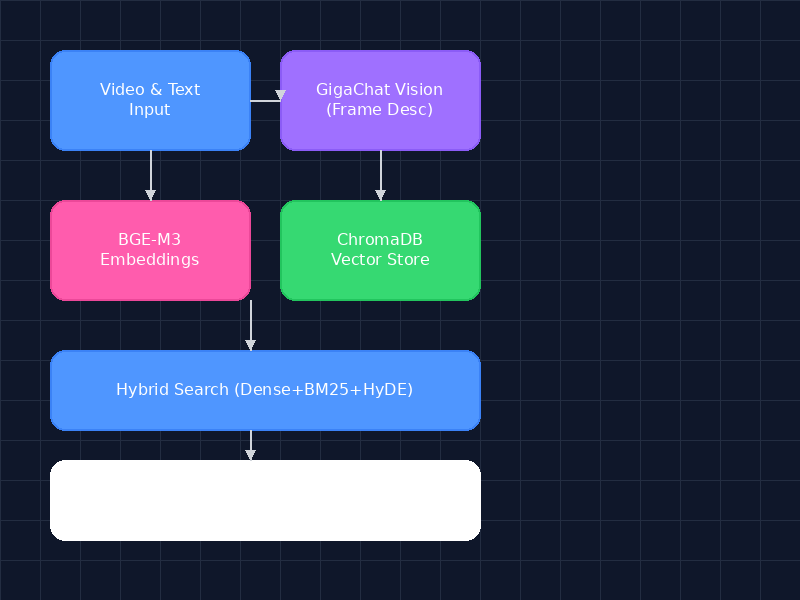 Video & Text
Input
GigaChat Vision
(Frame Desc)
BGE-M3
Embeddings
ChromaDB
Vector Store
Hybrid Search (Dense+BM25+HyDE)